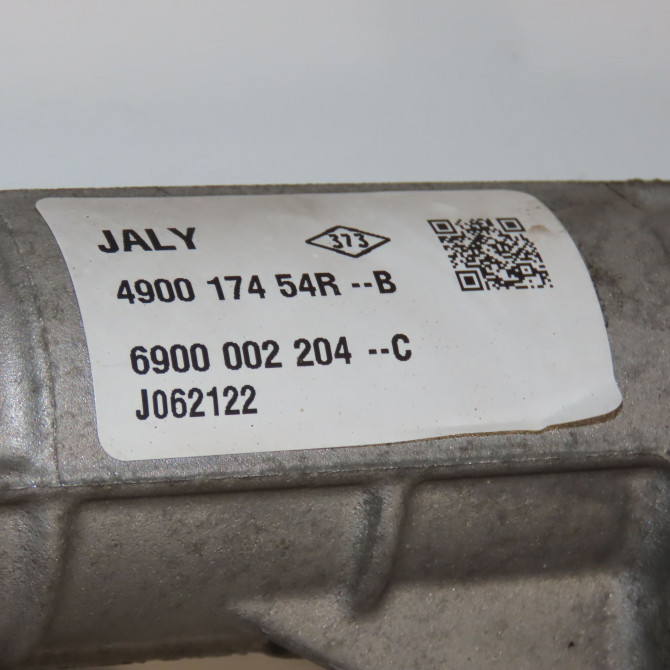 JALY 373
4900 174 54R --B
6900 002 204 --C
J062122